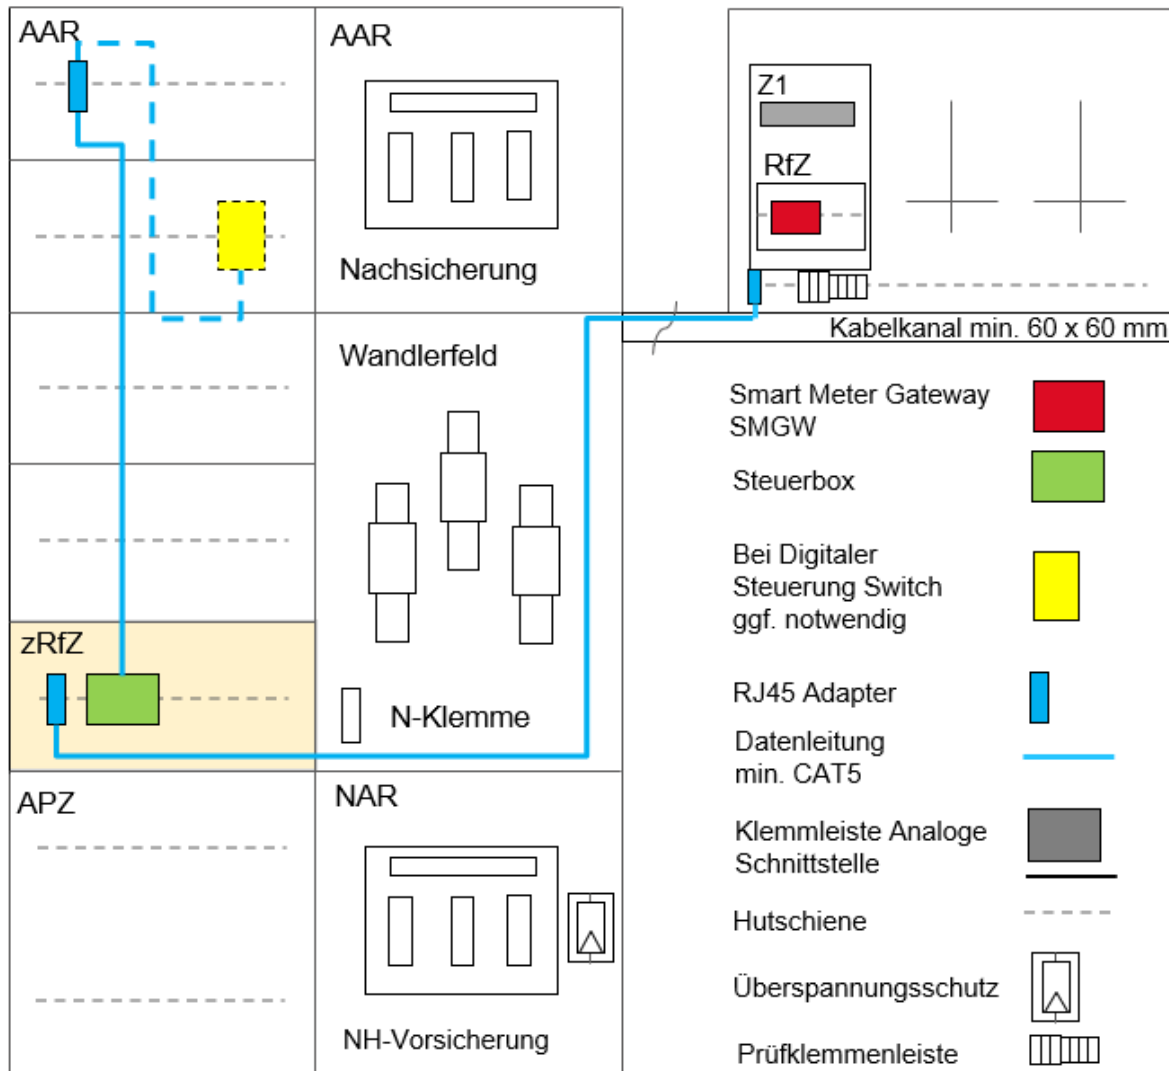 AAR
AAR
Nachsicherung
Z1
RfZ
Kabelkanal min. 60 x 60 mm
Wandlerfeld
N-Klemme
zRfZ
APZ
NAR
NH-Vorsicherung
Smart Meter Gateway
SMGW
Steuerbox
Bei Digitaler
Steuerung Switch
ggf. notwendig
RJ45 Adapter
Datenleitung
min. CAT5
Klemmleiste Analoge
Schnittstelle
Hutschiene
Überspannungsschutz
Prüfklemmenleiste